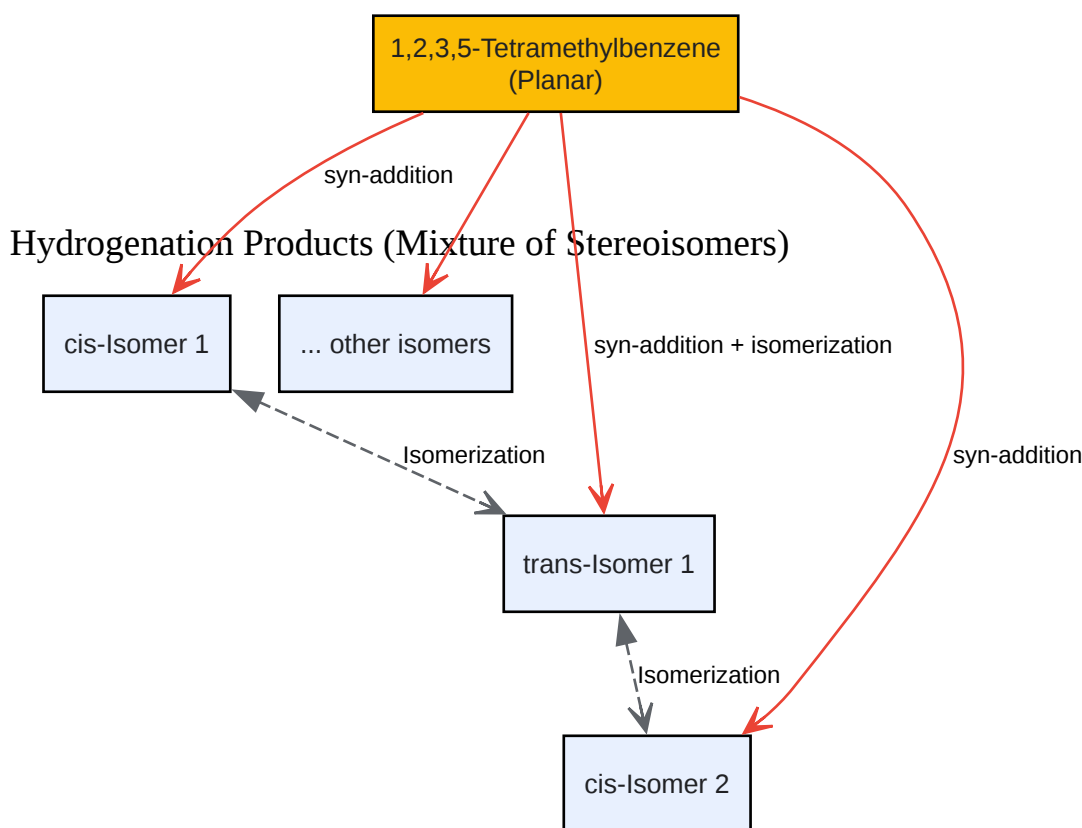 1,2,3,5-Tetramethylbenzene
(Planar)
syn-addition
Hydrogenation Products (Mixture of Stereoisomers)
cis-Isomer 1
... other isomers
syn-addition + isomerization
Isomerization
syn-addition
trans-Isomer 1
Isomerization
cis-Isomer 2